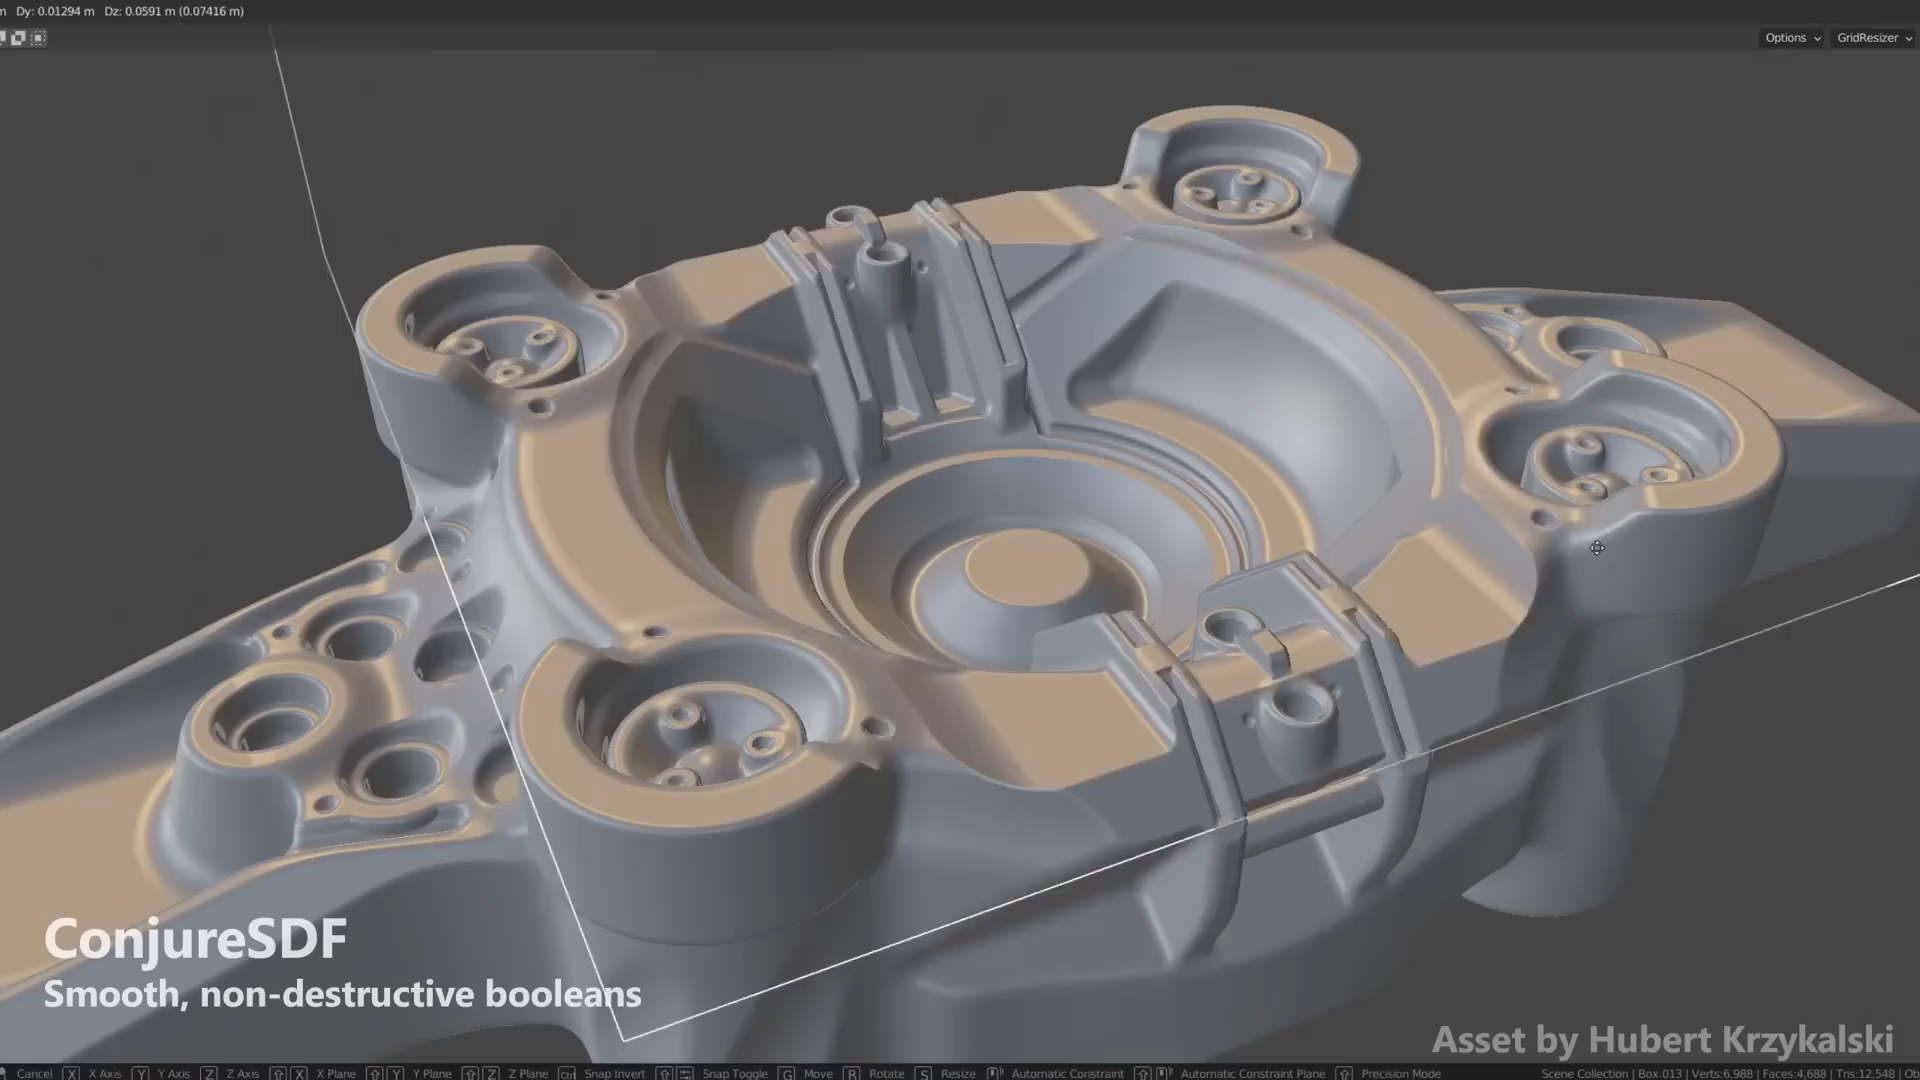 Dy: 0.01294 m Dz: 0.0591 m (0.07416 m)
Options GridResizer
ConjureSDF
Smooth, non-destructive booleans
Asset by Hubert Krzykalski
Cancel X X Axis Y Y Axis Z Z Axis X X Plane Y Y Plane Z Z Plane Ctrl Snap Invert Snap Toggle G Move R Rotate S Resize Automatic Constraint Automatic Constraint Plane Precision Mode Scene Collection | Box.013 | Verts:6,988 | Faces:4,688 | Tris:12,548 | Ob